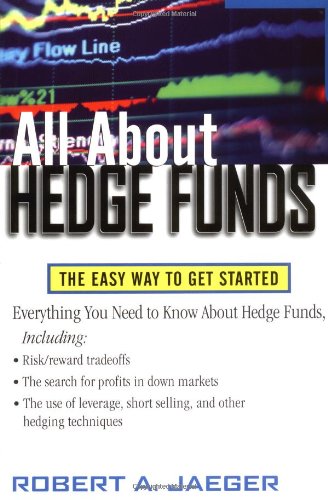 ey Flow Line
%21
All About
HEDGE FUNDS
THE EASY WAY TO GET STARTED
Everything You Need to Know About Hedge Funds,
Including:
• Risk/reward tradeoffs
• The search for profits in down markets
• The use of leverage, short selling, and other
hedging techniques
ROBERT A. JAEGER